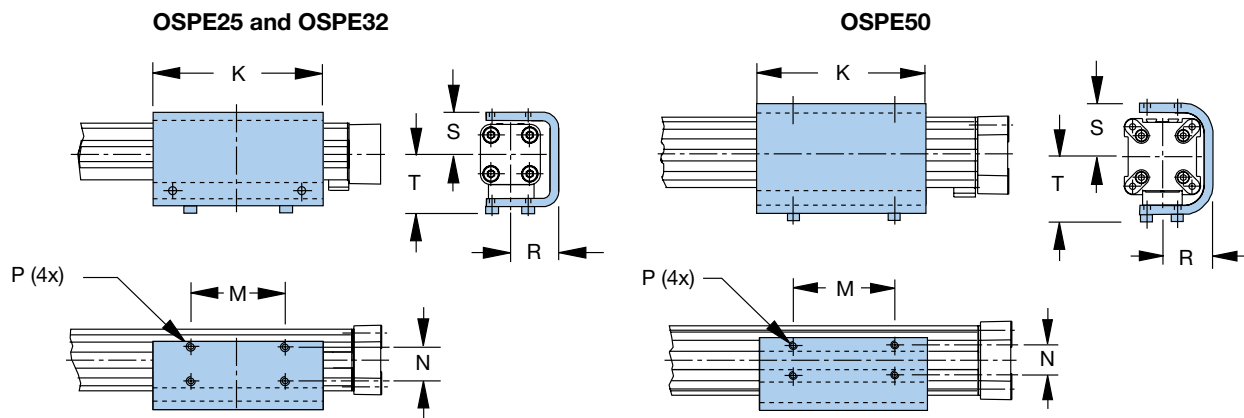 OSPE25 and OSPE32
K
S
T
R
P (4x)
M
N
OSPE50
K
S
T
R
P (4x)
M
N